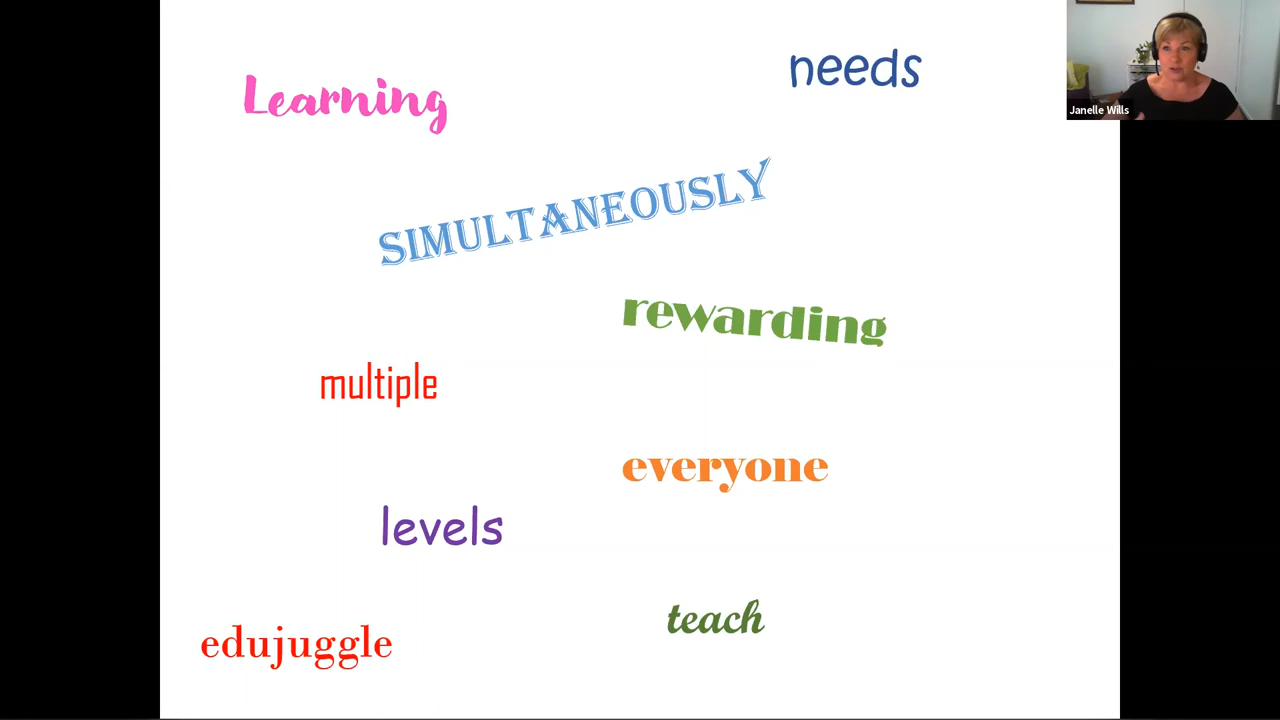 needs
Learning
Janelle Wills
SIMULTANEOUSLY
rewarding
multiple
everyone
levels
teach
edujuggle